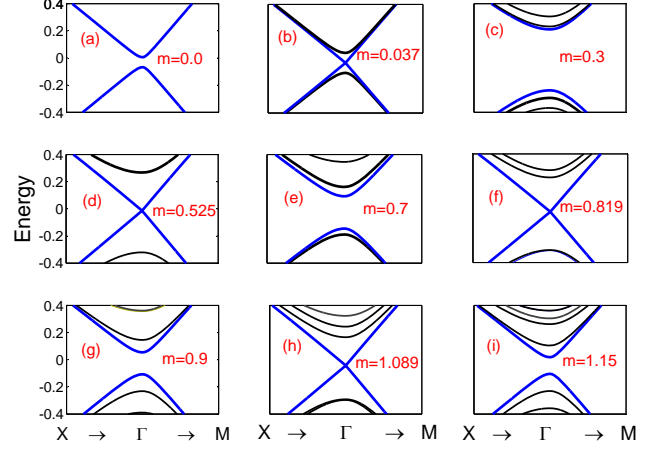 0.4
0.2
0
-0.2
-0.4
(a)
m=0.0
(b)
m=0.037
(c)
m=0.3
Energy
0.4
0.2
0
-0.2
-0.4
(d)
m=0.525
(e)
m=0.7
(f)
m=0.819
0.4
0.2
0
-0.2
-0.4
(g)
m=0.9
(h)
m=1.089
(i)
m=1.15
X → Γ → M X → Γ → M X → Γ → M